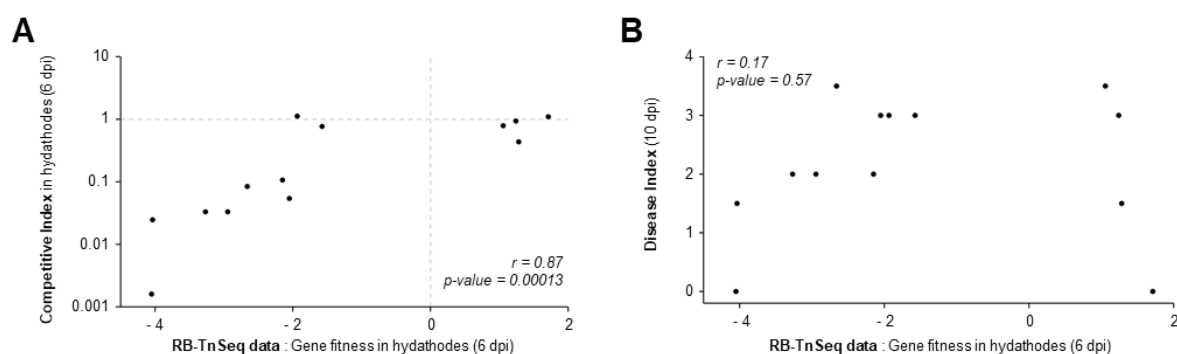 A
Competitive Index in hydathodes (6 dpi)
10
1
0.1
0.01
0.001
r = 0.87
p-value = 0.00013
- 4
- 2
0
2
RB-TnSeq data : Gene fitness in hydathodes (6 dpi)
B
Disease Index (10 dpi)
4
3
2
1
0
r = 0.17
p-value = 0.57
- 4
- 2
0
2
RB-TnSeq data : Gene fitness in hydathodes (6 dpi)